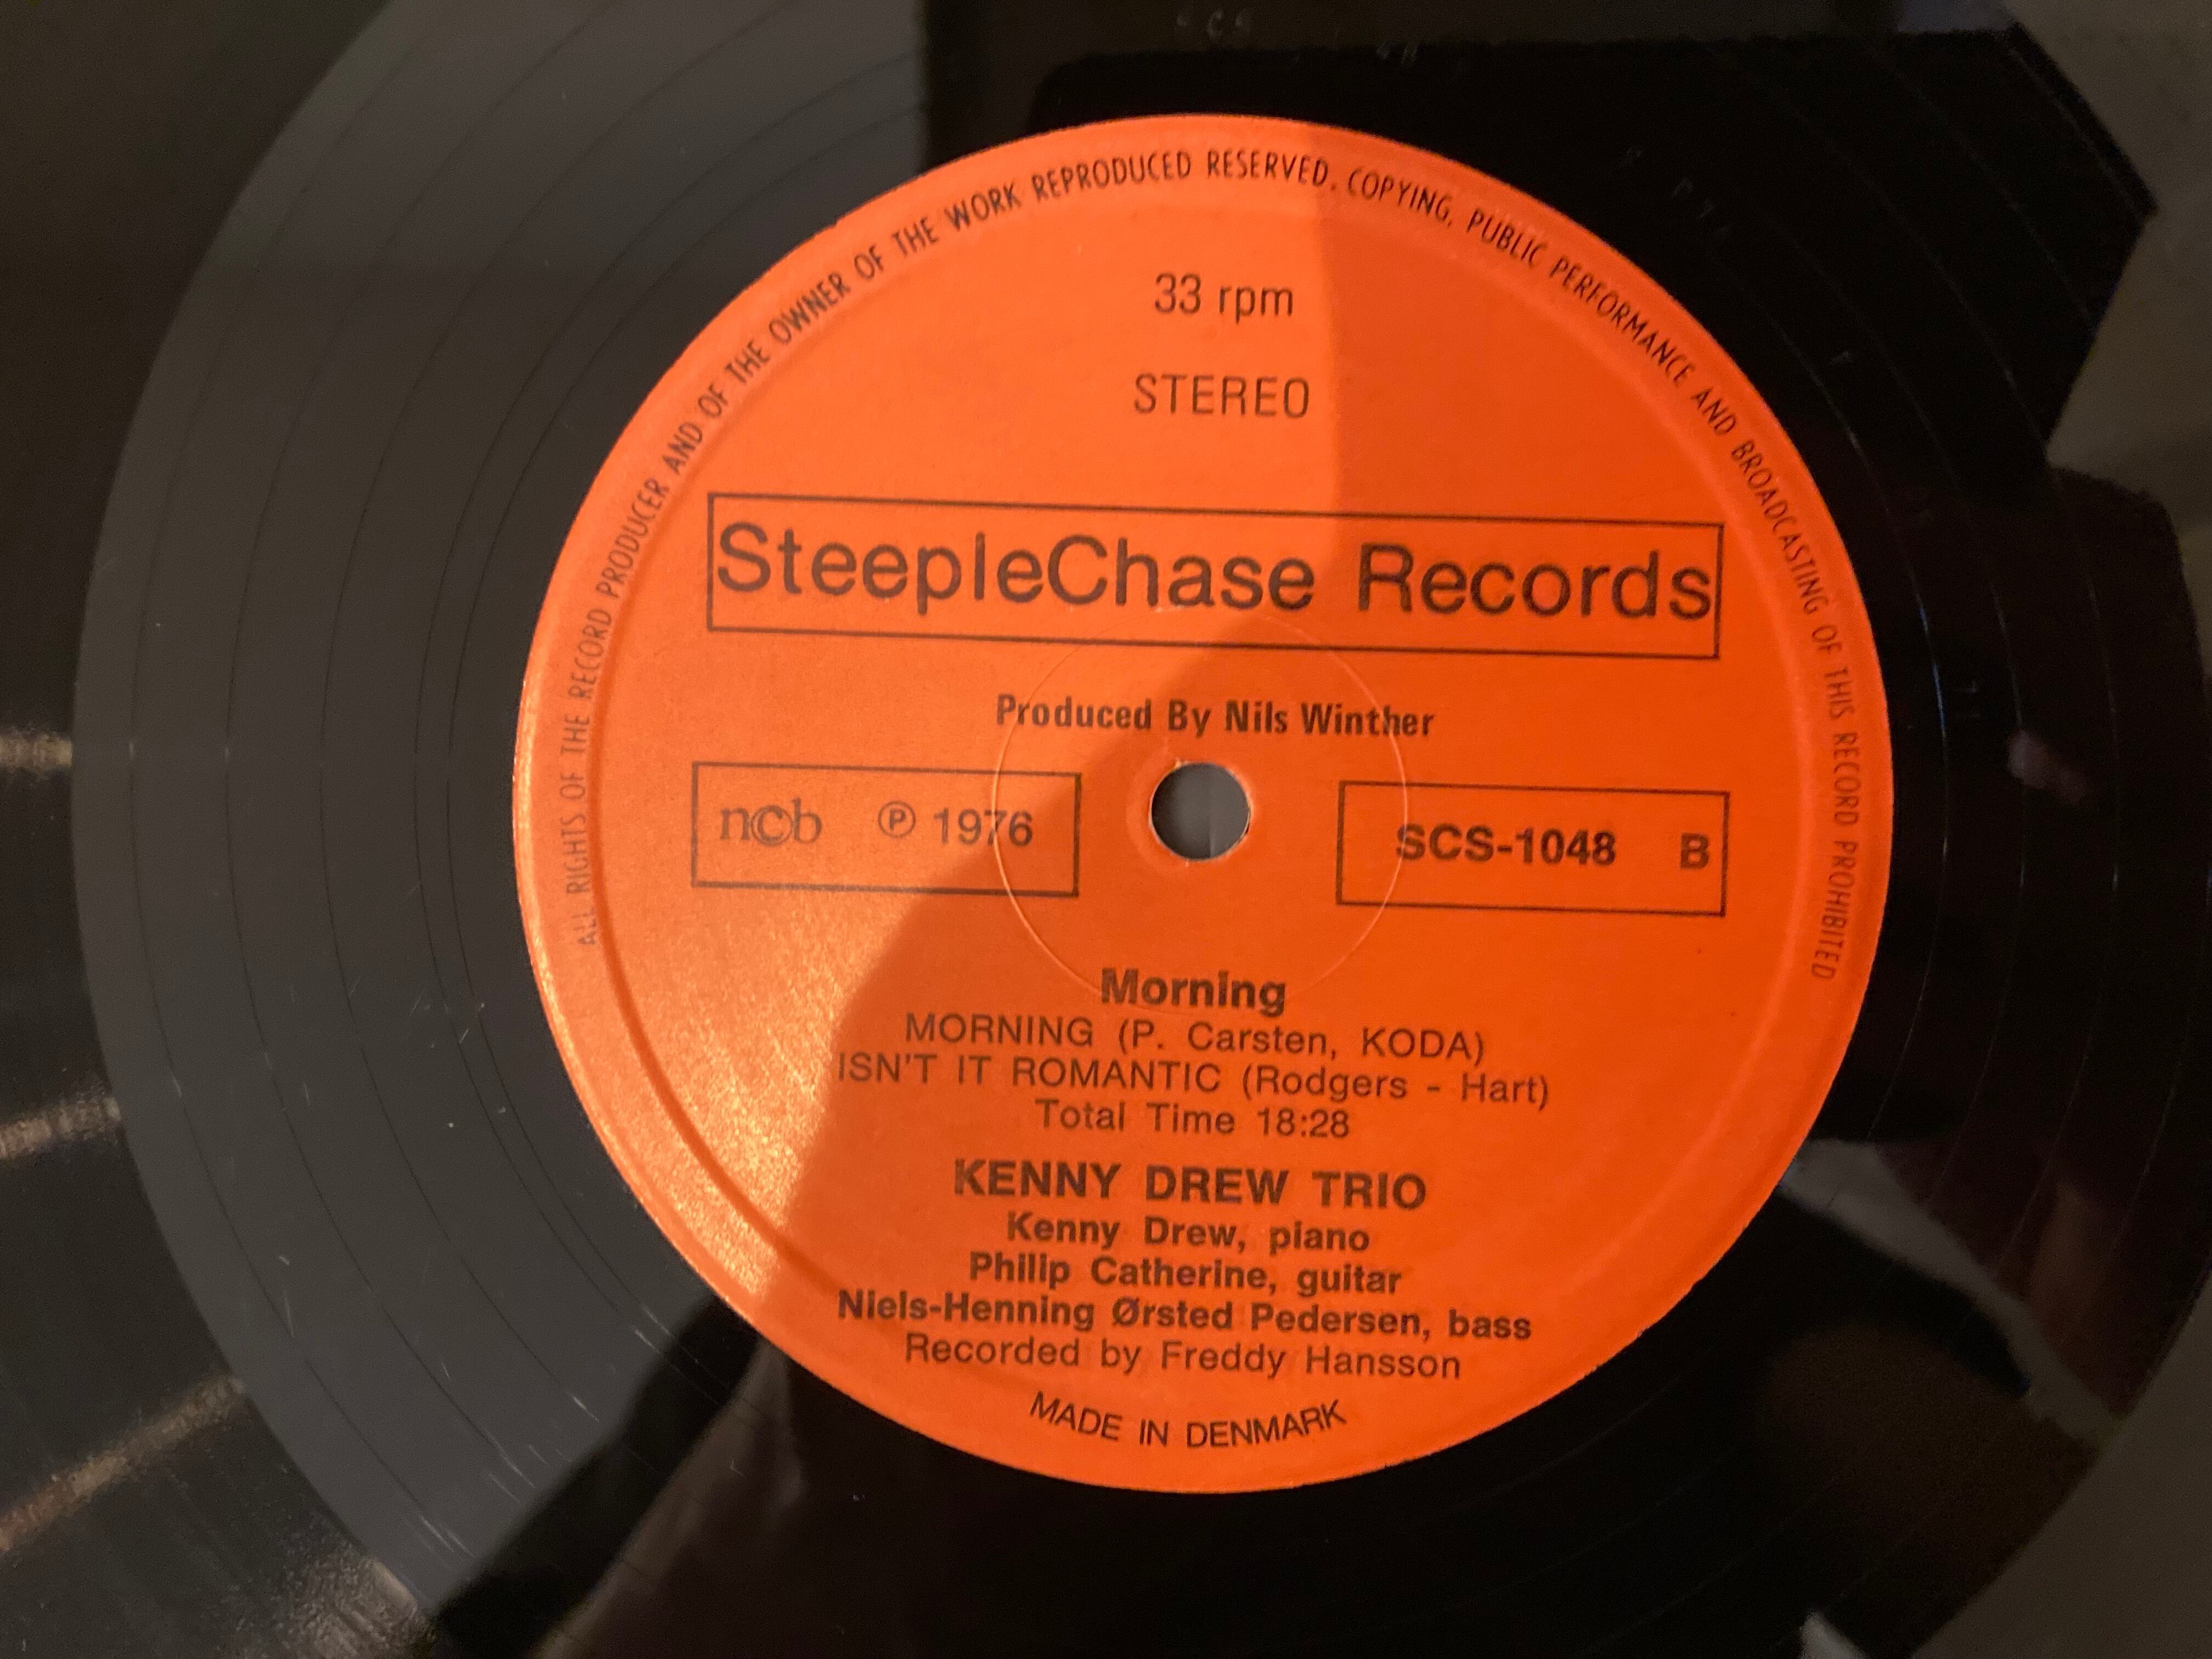 ALL RIGHTS OF THE RECORD PRODUCER AND OF THE OWNER OF THE WORK REPRODUCED RESERVED. COPYING, PUBLIC PERFORMANCE AND BROADCASTING OF THIS RECORD PROHIBITED
33 rpm
STEREO
SteepleChase Records
Produced By Nils Winther
ncb ℗ 1976
SCS-1048 B
Morning
MORNING (P. Carsten, KODA)
ISN'T IT ROMANTIC (Rodgers - Hart)
Total Time 18:28
KENNY DREW TRIO
Kenny Drew, piano
Philip Catherine, guitar
Niels-Henning Ørsted Pedersen, bass
Recorded by Freddy Hansson
MADE IN DENMARK